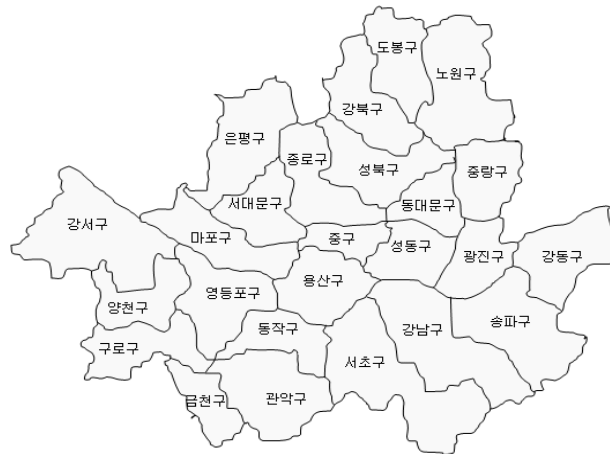 도봉구
노원구
강북구
은평구
종로구
성북구
중랑구
서대문구
동대문구
강서구
마포구
중구
성동구
광진구
강동구
영등포구
용산구
양천구
송파구
동작구
강남구
구로구
서초구
금천구
관악구